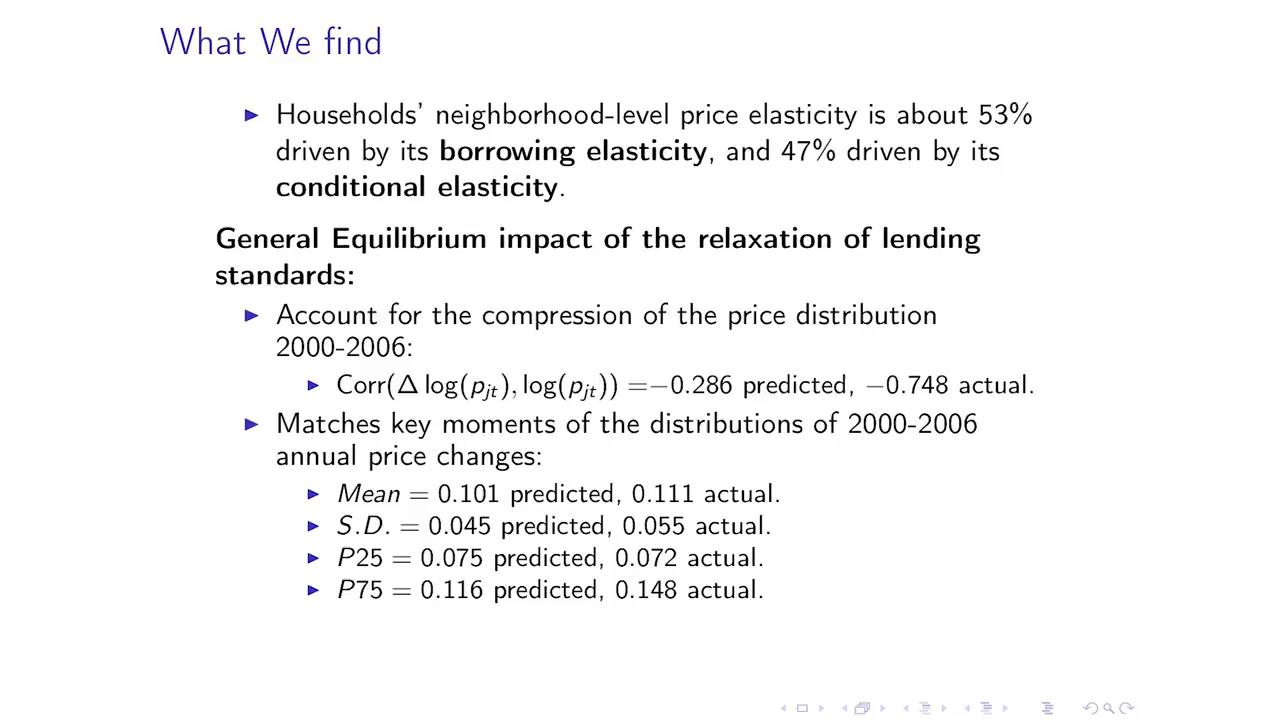 What We find
Households' neighborhood-level price elasticity is about 53%
driven by its borrowing elasticity, and 47% driven by its
conditional elasticity.
General Equilibrium impact of the relaxation of lending
standards:
Account for the compression of the price distribution
2000-2006:
Corr(Δ log(p_{jt}), log(p_{jt})) =−0.286 predicted, −0.748 actual.
Matches key moments of the distributions of 2000-2006
annual price changes:
Mean = 0.101 predicted, 0.111 actual.
S.D. = 0.045 predicted, 0.055 actual.
P25 = 0.075 predicted, 0.072 actual.
P75 = 0.116 predicted, 0.148 actual.